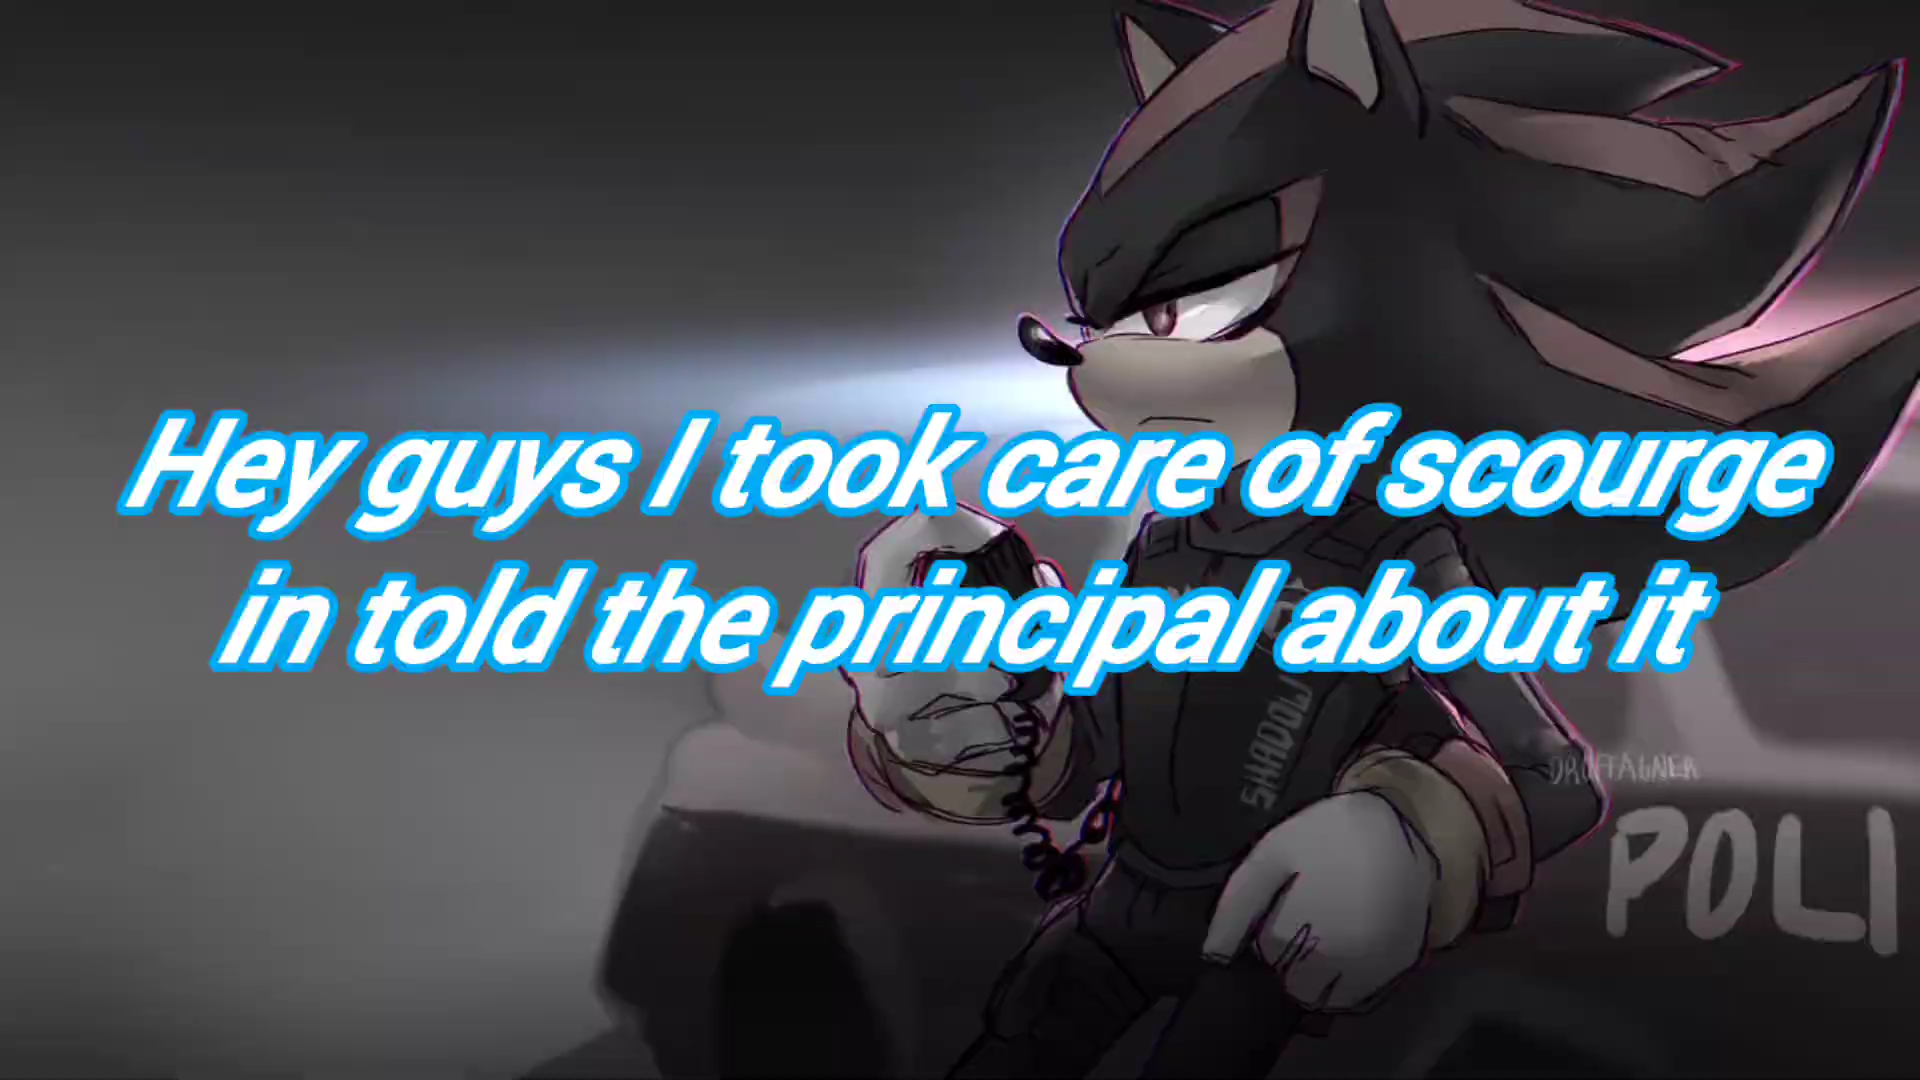 Hey guys I took care of scourge
in told the principal about it
SHADOW
POLI